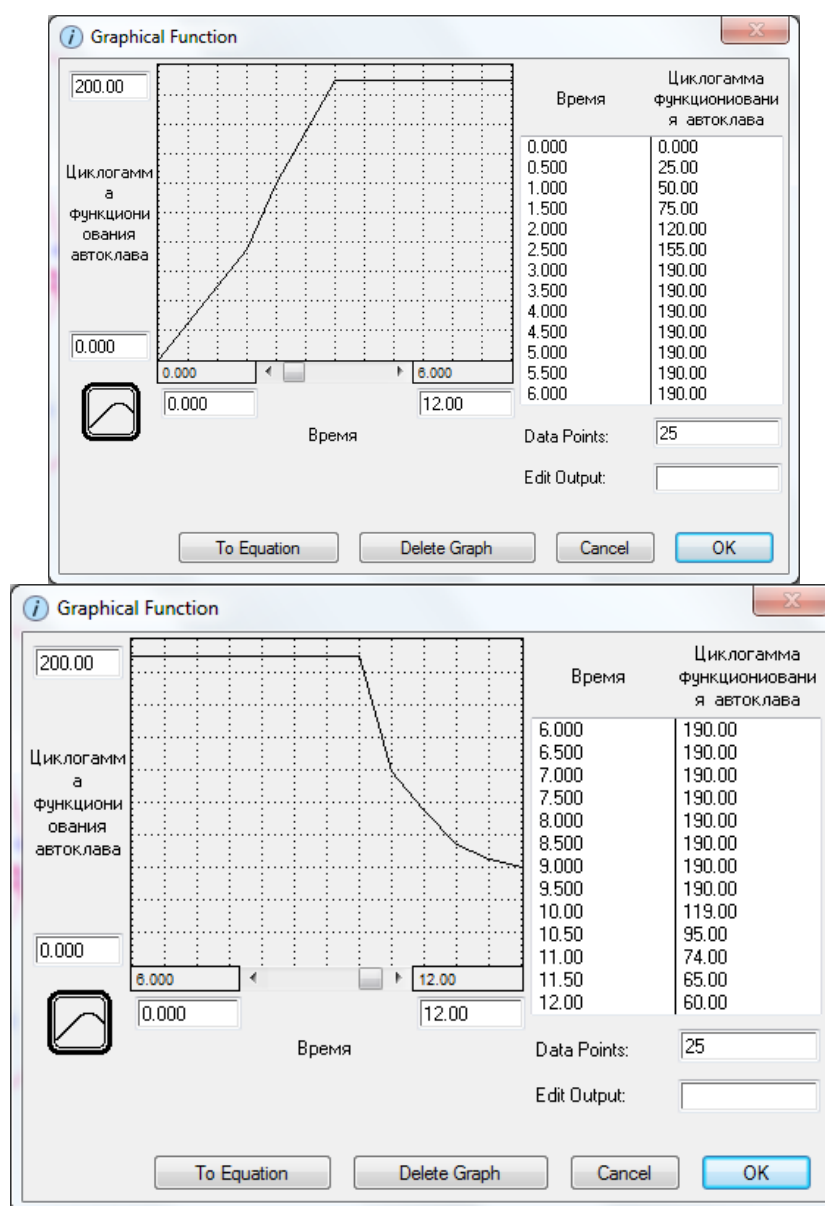 Graphical Function
200.00
Циклограмм
а
функциони
ования
автоклава
0.000
0.000
6.000
0.000
12.00
Время
Время
Циклограмма
функциониовани
я автоклава
0.000 0.000
0.500 25.00
1.000 50.00
1.500 75.00
2.000 120.00
2.500 155.00
3.000 190.00
3.500 190.00
4.000 190.00
4.500 190.00
5.000 190.00
5.500 190.00
6.000 190.00
Data Points: 25
Edit Output:
To Equation Delete Graph Cancel OK
Graphical Function
200.00
Циклограмм
а
функциони
ования
автоклава
0.000
6.000
12.00
0.000
12.00
Время
Время
Циклограмма
функциониовани
я автоклава
6.000 190.00
6.500 190.00
7.000 190.00
7.500 190.00
8.000 190.00
8.500 190.00
9.000 190.00
9.500 190.00
10.00 119.00
10.50 95.00
11.00 74.00
11.50 65.00
12.00 60.00
Data Points: 25
Edit Output:
To Equation Delete Graph Cancel OK